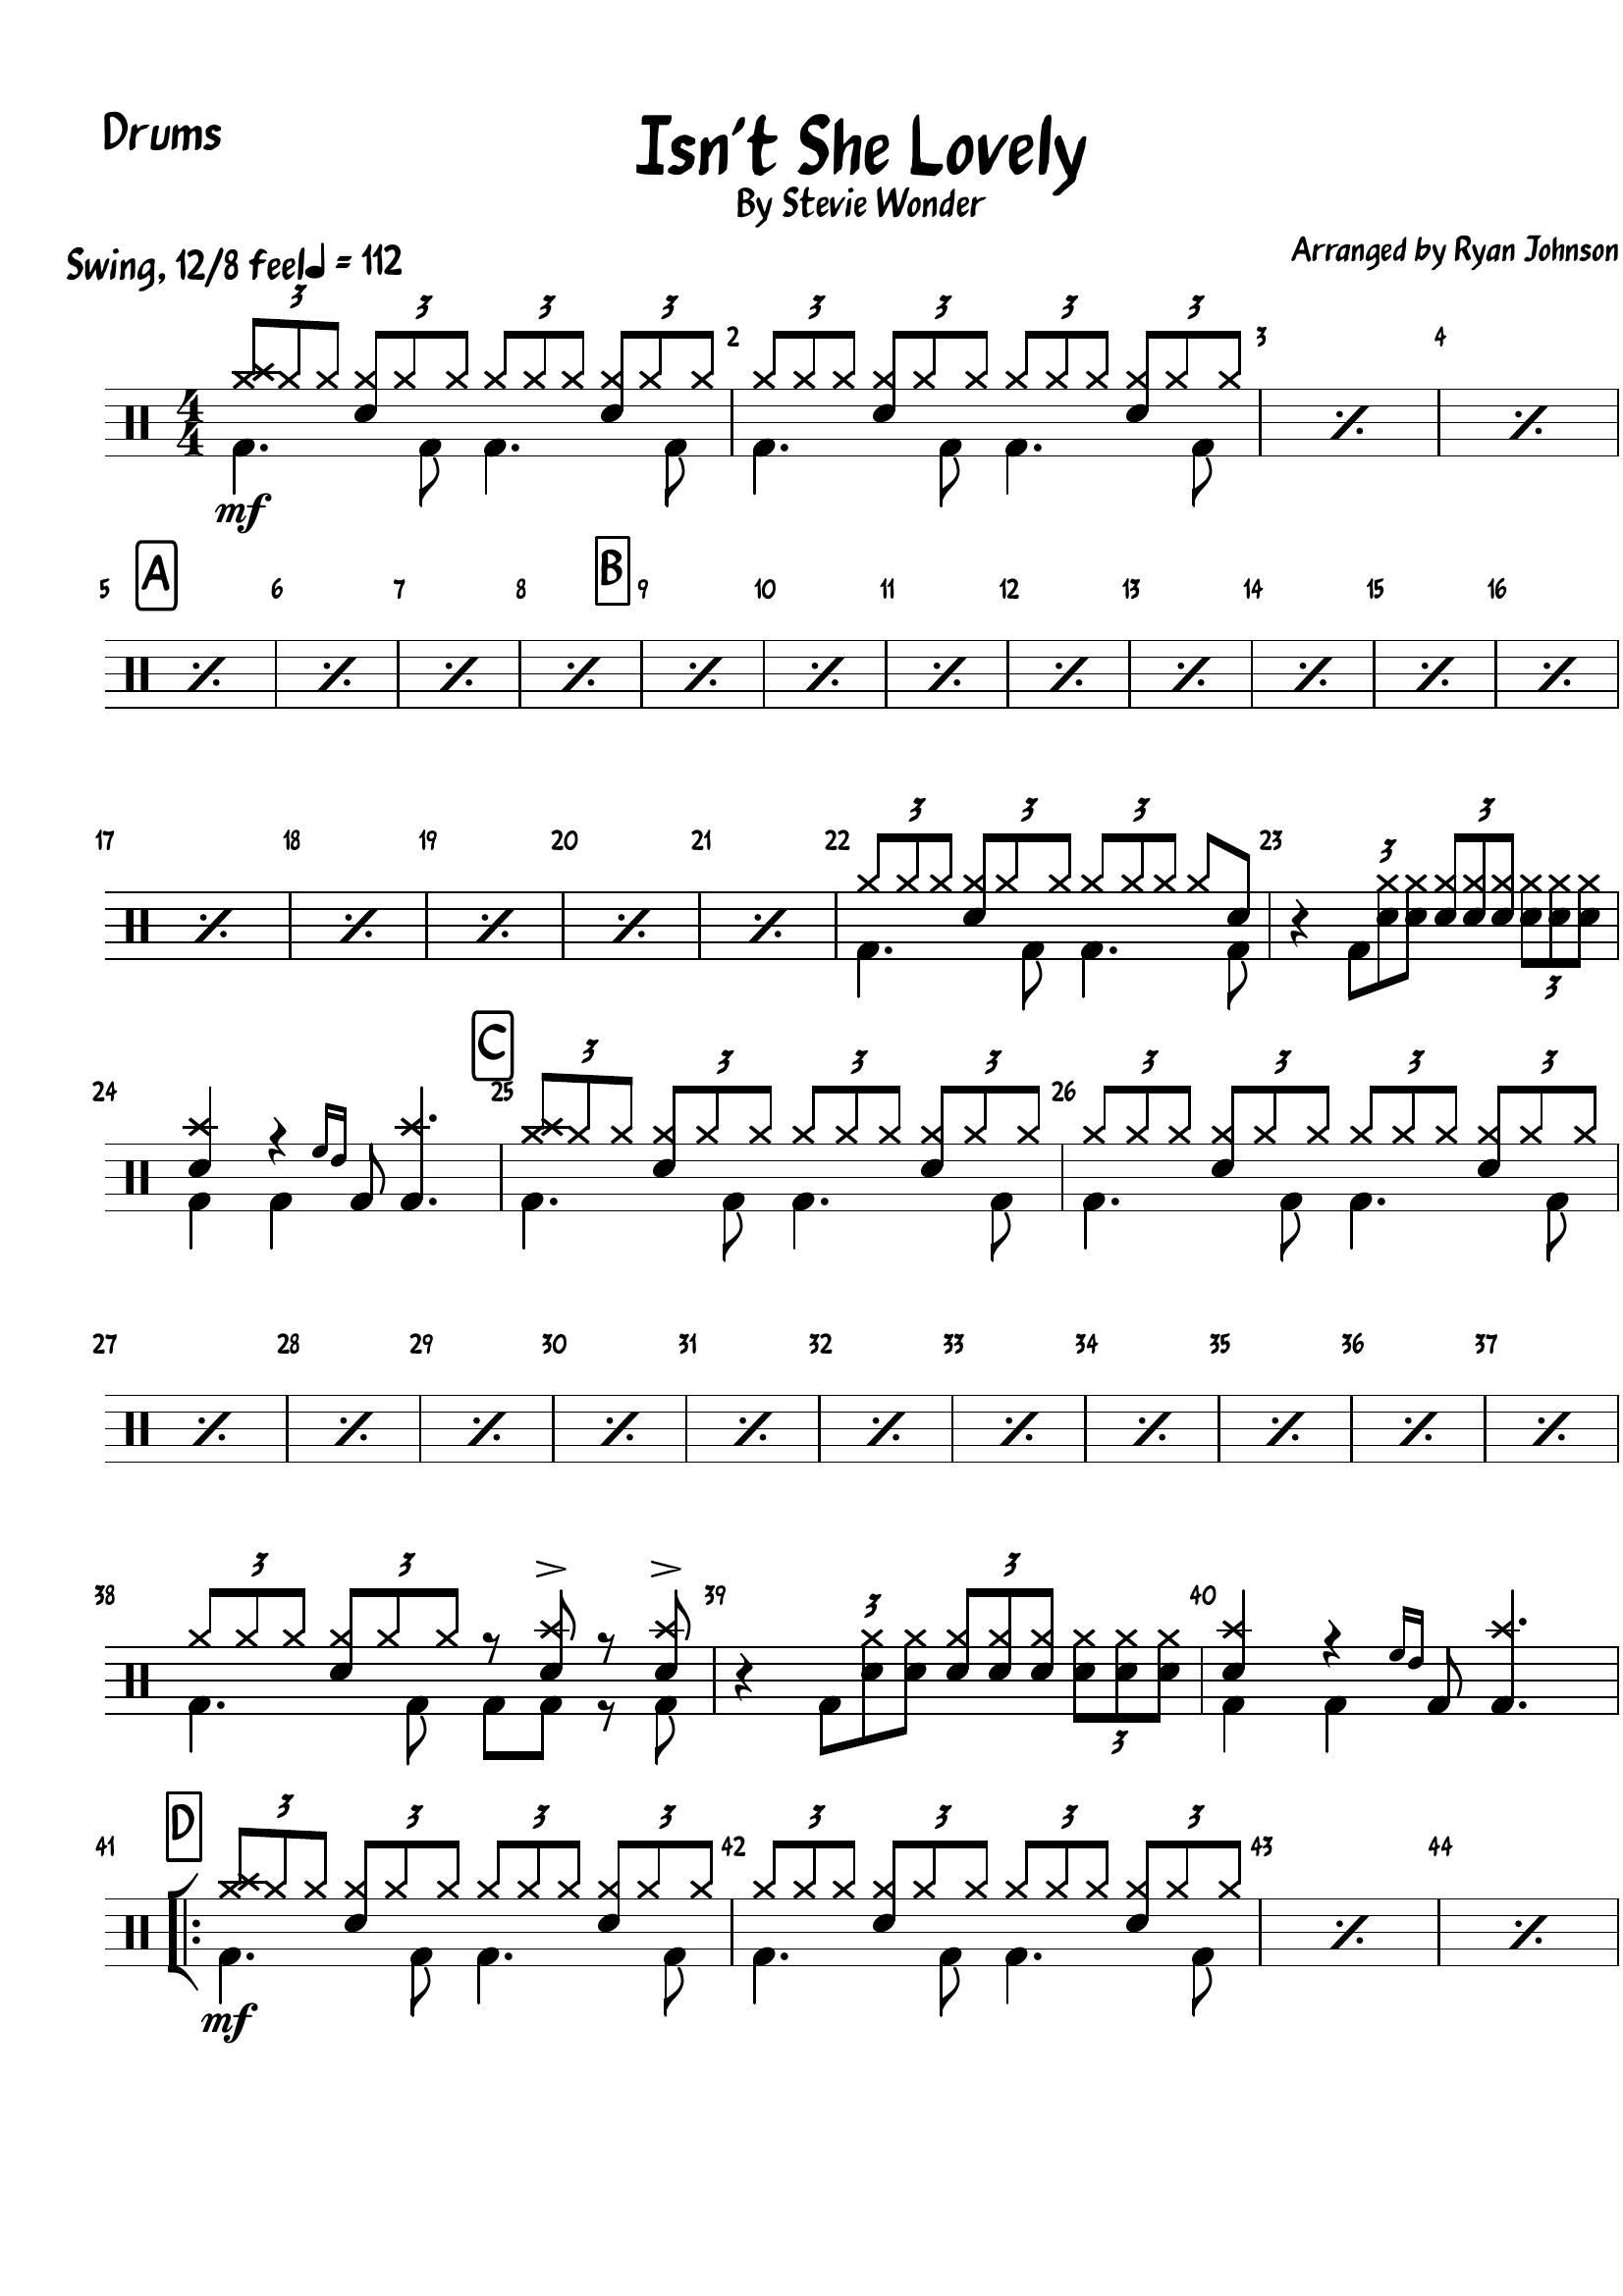 Drums
Isn't She Lovely
By Stevie Wonder
Arranged by Ryan Johnson
Swing, 12/8 feel♩ = 112
3 3 3 3 2 3 3 3 3 3 4
4
4
mf
A B
5 6 7 8 9 10 11 12 13 14 15 16
17 18 19 20 21 22 3 3 3 23 3 3
3
C
24 25 3 3 3 3 26 3 3 3 3
27 28 29 30 31 32 33 34 35 36 37
38 3 3 39 3 3 40
3
D
41 3 3 3 3 42 3 3 3 3 43 44
mf